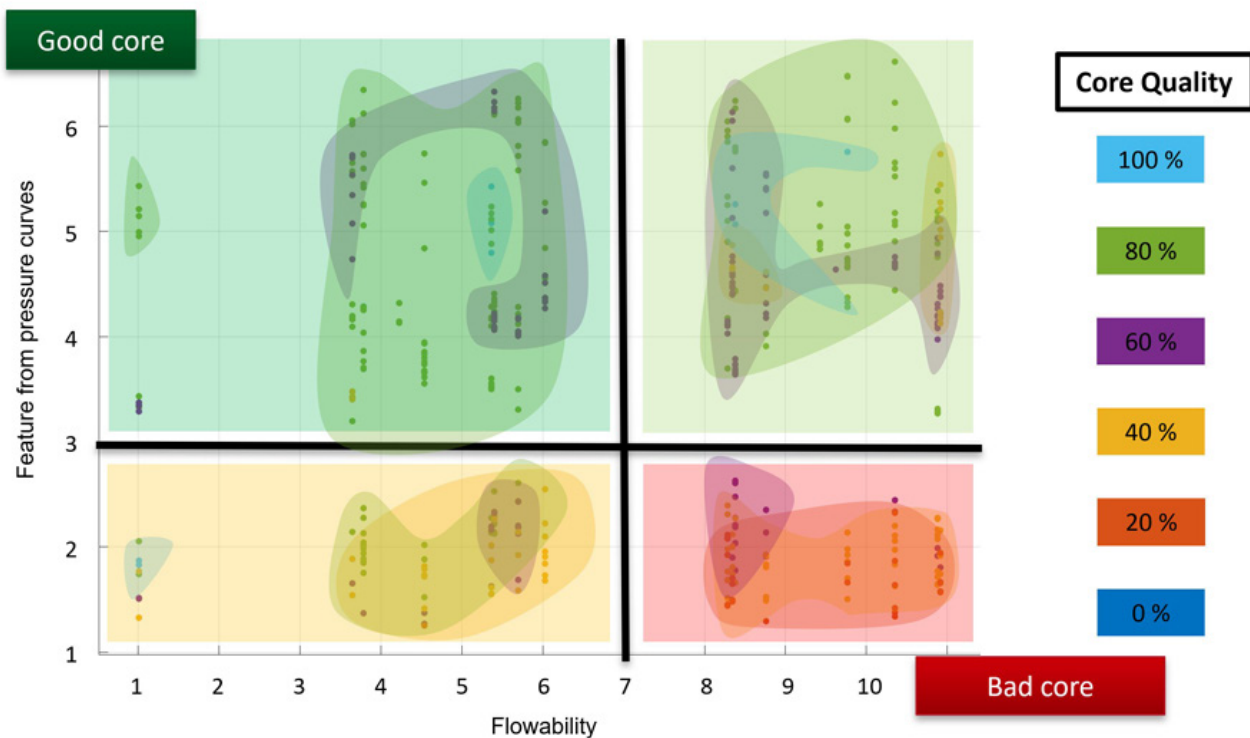 Good core
Core Quality
100 %
80 %
60 %
40 %
20 %
0 %
Feature from pressure curves
6
5
4
3
2
1
1 2 3 4 5 6 7 8 9 10
Bad core
Flowability